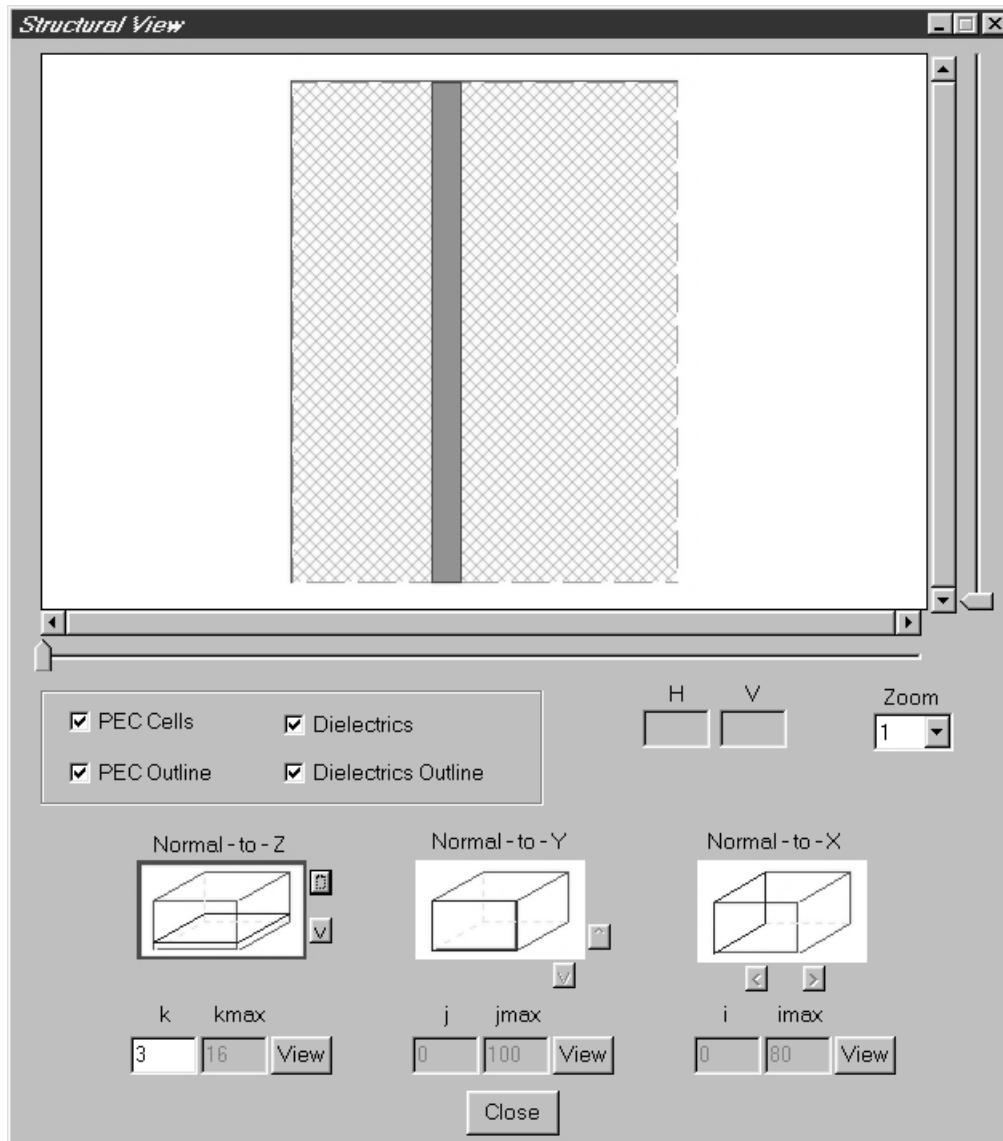 Structural View
H V Zoom
1
PEC Cells Dielectrics
PEC Outline Dielectrics Outline
Normal - to - Z Normal - to - Y Normal - to - X
k kmax j jmax i imax
3 16 View 0 100 View 0 80 View
Close